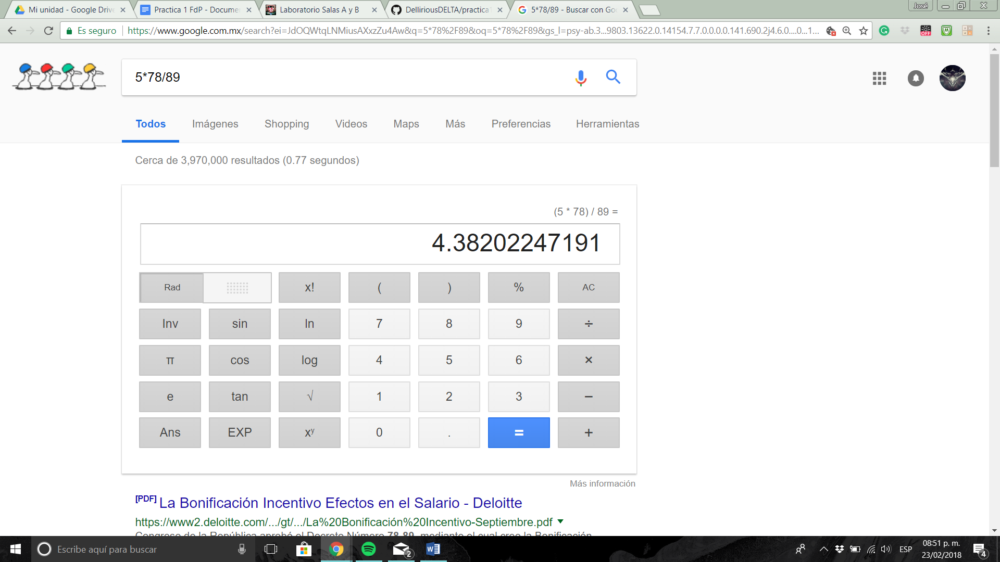 Mi unidad - Google Drive
Practica 1 FdP - Docume
Laboratorio Salas A y B
DelliriousDELTA/practica
5*78/89 - Buscar con Go
José
Es seguro
https://www.google.com.mx/search?ei=JdOQWtqLNMiusAXxzZu4Aw&q=5*78%2F89&oq=5*78%2F89&gs_l=psy-ab.3...9803.13622.0.14154.7.7.0.0.0.0.141.690.2j4.6.0....0...1...
OFF
5*78/89
Todos
Imágenes
Shopping
Videos
Maps
Más
Preferencias
Herramientas
Cerca de 3,970,000 resultados (0.77 segundos)
(5 * 78) / 89 =
4.38202247191
Rad x! ( ) % AC
Inv sin ln 7 8 9 ÷
π cos log 4 5 6 ×
e tan √ 1 2 3 −
Ans EXP xʸ 0 . = +
Más información
[PDF] La Bonificación Incentivo Efectos en el Salario - Deloitte
https://www2.deloitte.com/.../gt/.../La%20Bonificación%20Incentivo-Septiembre.pdf
Congreso de la República aprobó el Decreto Número 78-89, mediante el cual creo la Bonificación
Escribe aquí para buscar
2
ESP
08:51 p. m.
23/02/2018
4